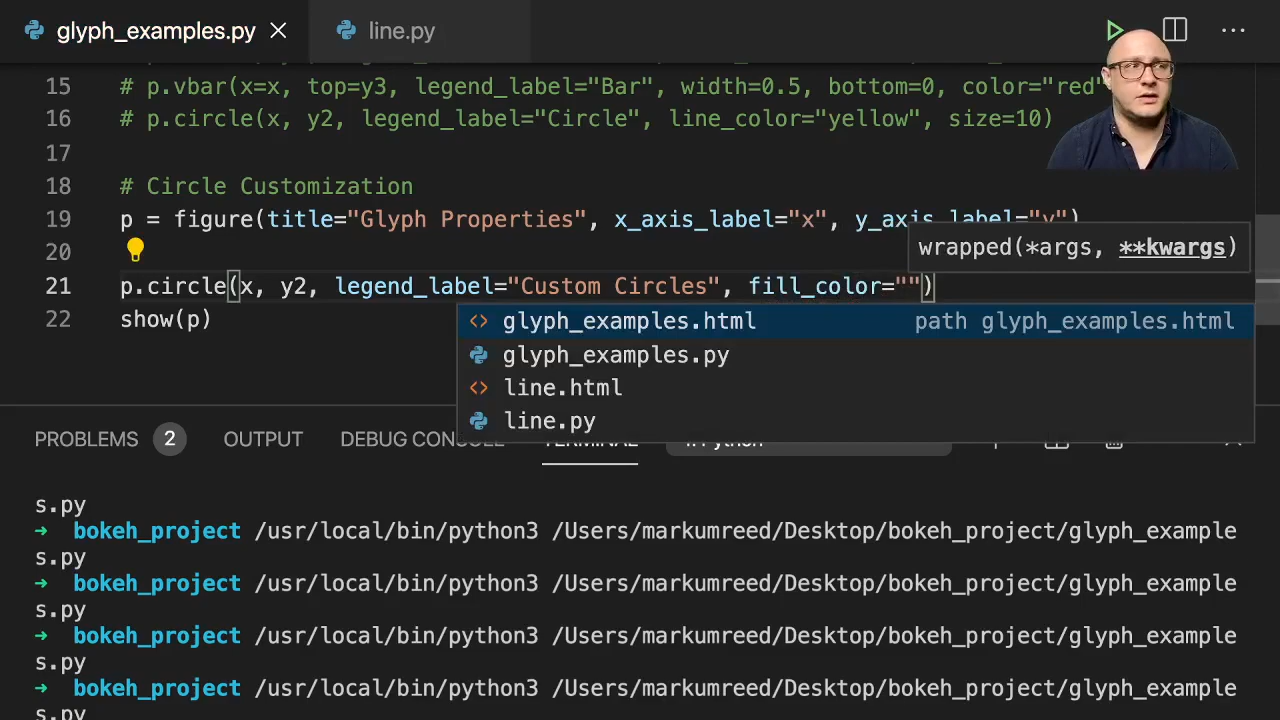 glyph_examples.py
line.py
15 # p.vbar(x=x, top=y3, legend_label="Bar", width=0.5, bottom=0, color="red"
16 # p.circle(x, y2, legend_label="Circle", line_color="yellow", size=10)
17
18 # Circle Customization
19 p = figure(title="Glyph Properties", x_axis_label="x", y_axis_label="y")
20
wrapped(*args, **kwargs)
21 p.circle(x, y2, legend_label="Custom Circles", fill_color="")
22 show(p)
glyph_examples.html path glyph_examples.html
glyph_examples.py
line.html
line.py
PROBLEMS 2 OUTPUT DEBUG CONSOLE TERMINAL
s.py
→ bokeh_project /usr/local/bin/python3 /Users/markumreed/Desktop/bokeh_project/glyph_example
s.py
→ bokeh_project /usr/local/bin/python3 /Users/markumreed/Desktop/bokeh_project/glyph_example
s.py
→ bokeh_project /usr/local/bin/python3 /Users/markumreed/Desktop/bokeh_project/glyph_example
s.py
→ bokeh_project /usr/local/bin/python3 /Users/markumreed/Desktop/bokeh_project/glyph_example
s.py